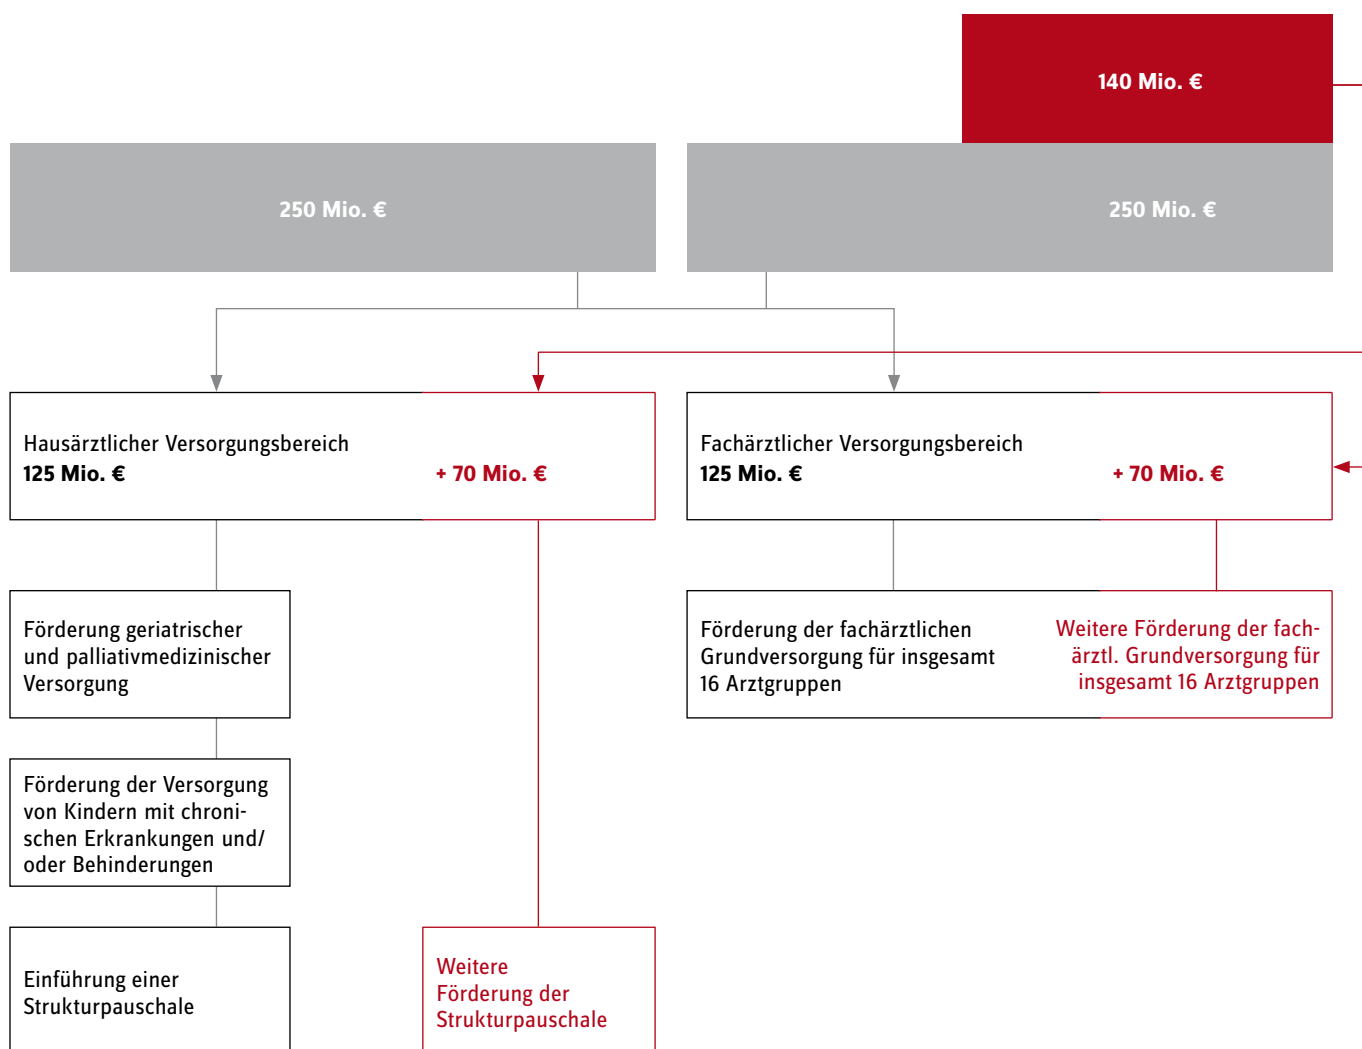 140 Mio. €
250 Mio. €
250 Mio. €
Hausärztlicher Versorgungsbereich
125 Mio. €
+ 70 Mio. €
Fachärztlicher Versorgungsbereich
125 Mio. €
+ 70 Mio. €
Förderung geriatrischer
und palliativmedizinischer
Versorgung
Förderung der fachärztlichen
Grundversorgung für insgesamt
16 Arztgruppen
Weitere Förderung der fach-
ärztl. Grundversorgung für
insgesamt 16 Arztgruppen
Förderung der Versorgung
von Kindern mit chroni-
schen Erkrankungen und/
oder Behinderungen
Einführung einer
Strukturpauschale
Weitere
Förderung der
Strukturpauschale